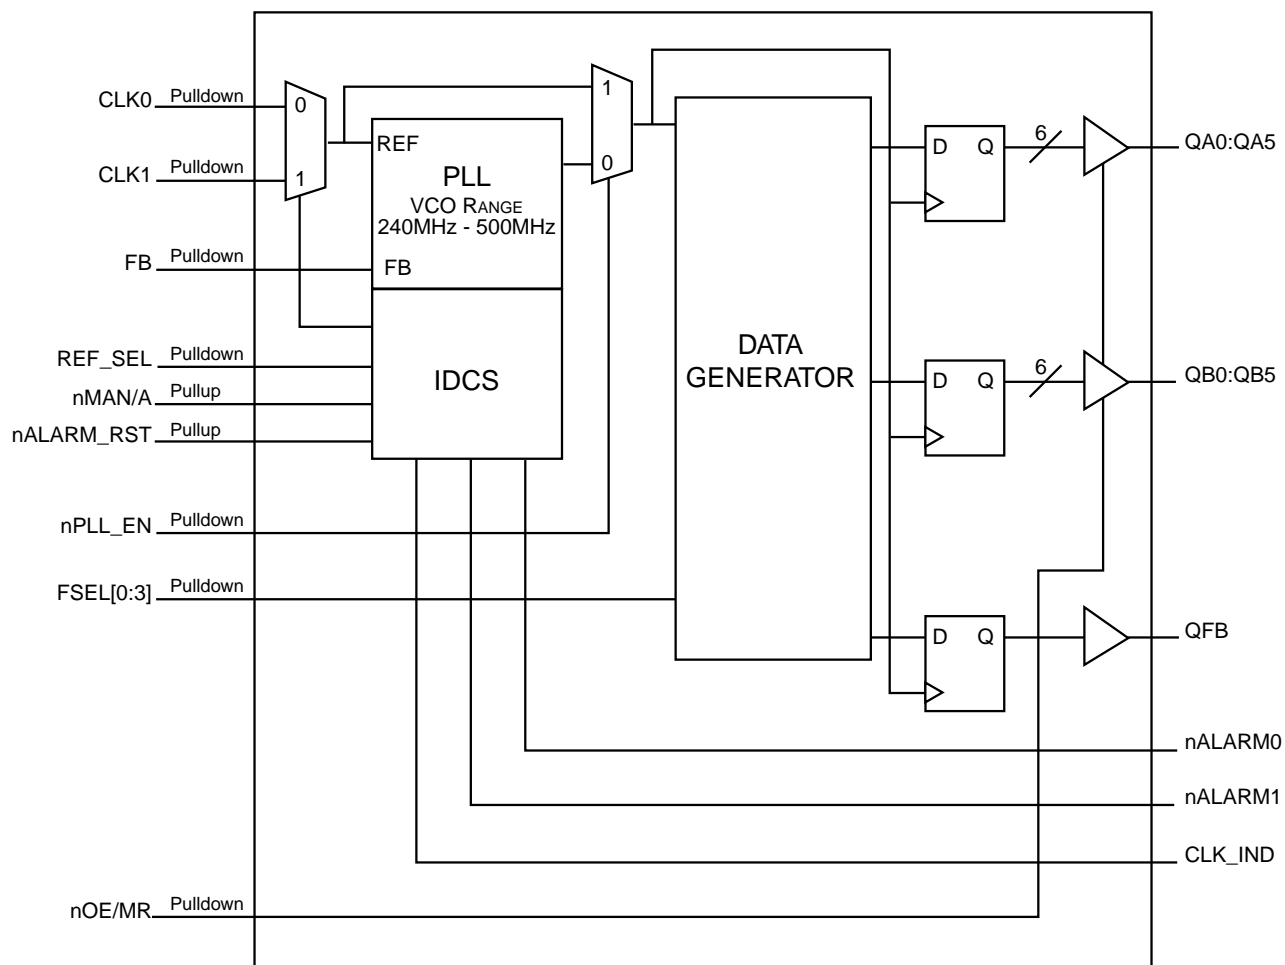 CLK0 Pulldown
0
CLK1 Pulldown
1
REF
PLL
VCO RANGE
240MHz - 500MHz
FB Pulldown
FB
1
0
REF_SEL Pulldown
nMAN/A Pullup
nALARM_RST Pullup
IDCS
nPLL_EN Pulldown
FSEL[0:3] Pulldown
DATA
GENERATOR
D Q
6
QA0:QA5
D Q
6
QB0:QB5
D Q
QFB
nALARM0
nALARM1
CLK_IND
nOE/MR Pulldown